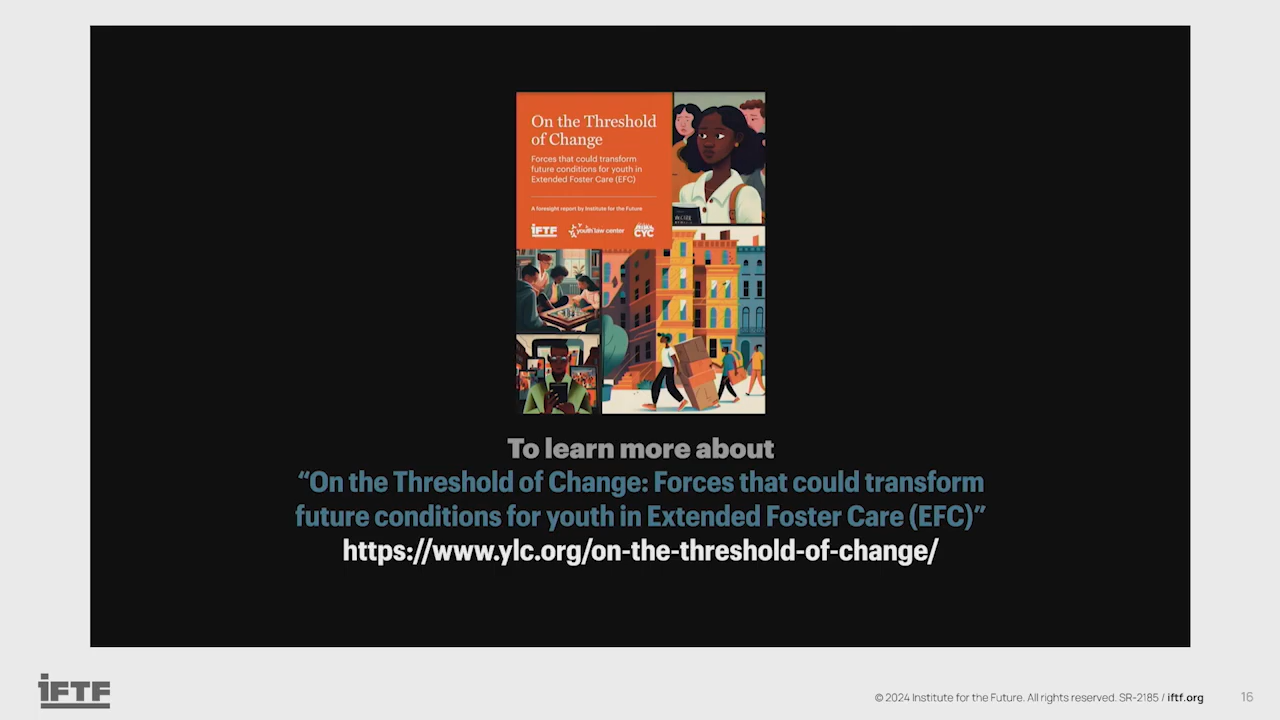 On the Threshold
of Change
Forces that could transform
future conditions for youth in
Extended Foster Care (EFC)
A foresight report by Institute for the Future
IFTF youth law center CYC
To learn more about
“On the Threshold of Change: Forces that could transform
future conditions for youth in Extended Foster Care (EFC)”
https://www.ylc.org/on-the-threshold-of-change/
IFTF © 2024 Institute for the Future. All rights reserved. SR-2185 / iftf.org 16